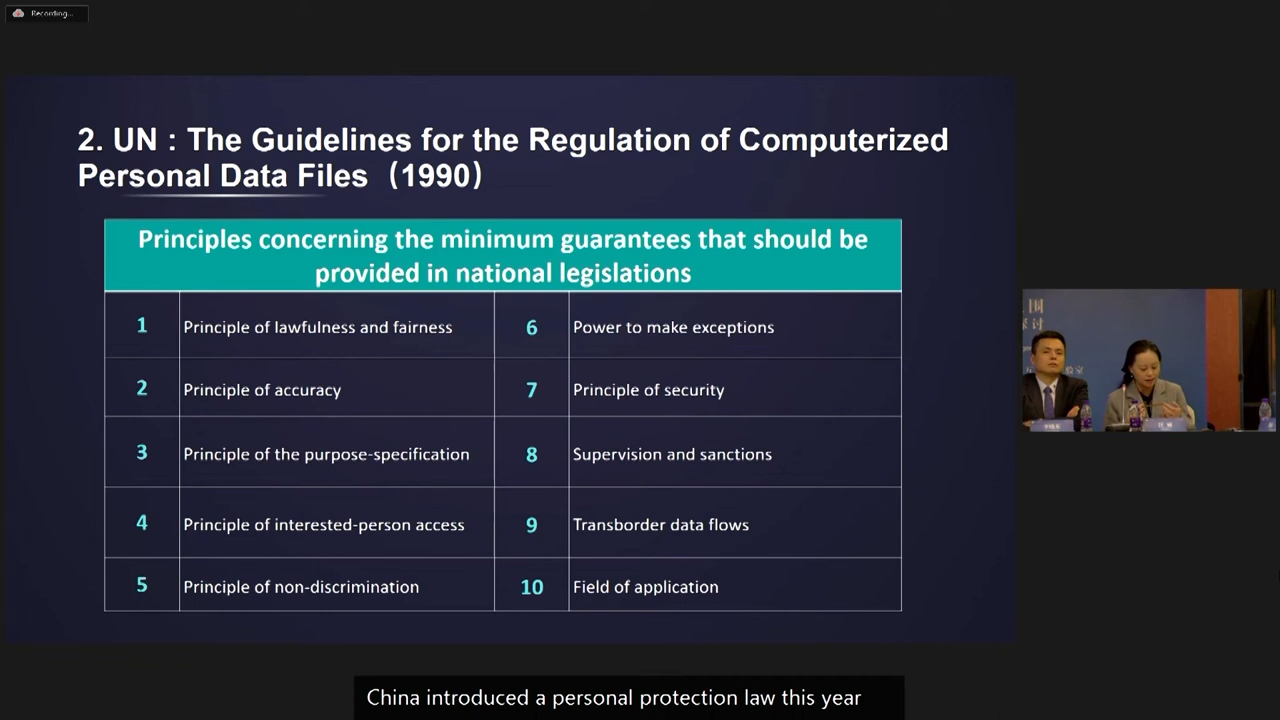 Recording...
2. UN : The Guidelines for the Regulation of Computerized
Personal Data Files（1990）
Principles concerning the minimum guarantees that should be
provided in national legislations
1 Principle of lawfulness and fairness 6 Power to make exceptions
2 Principle of accuracy 7 Principle of security
3 Principle of the purpose-specification 8 Supervision and sanctions
4 Principle of interested-person access 9 Transborder data flows
5 Principle of non-discrimination 10 Field of application
China introduced a personal protection law this year